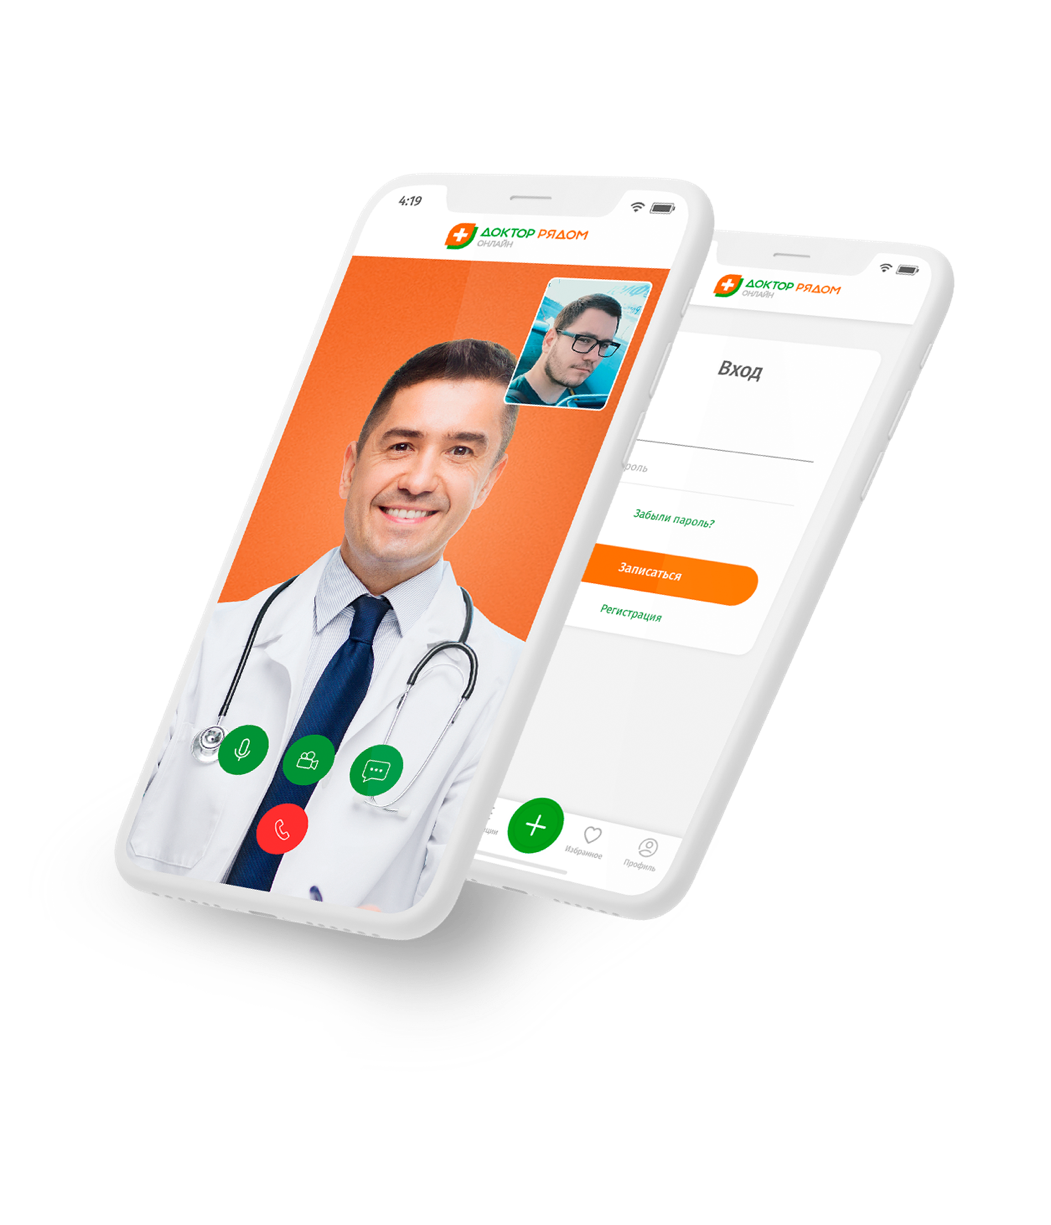 4:19
ДОКТОР РЯДОМ
ОНЛАЙН
ДОКТОР РЯДОМ
ОНЛАЙН
Вход
Забыли пароль?
Записаться
Регистрация
Избранное
Профиль